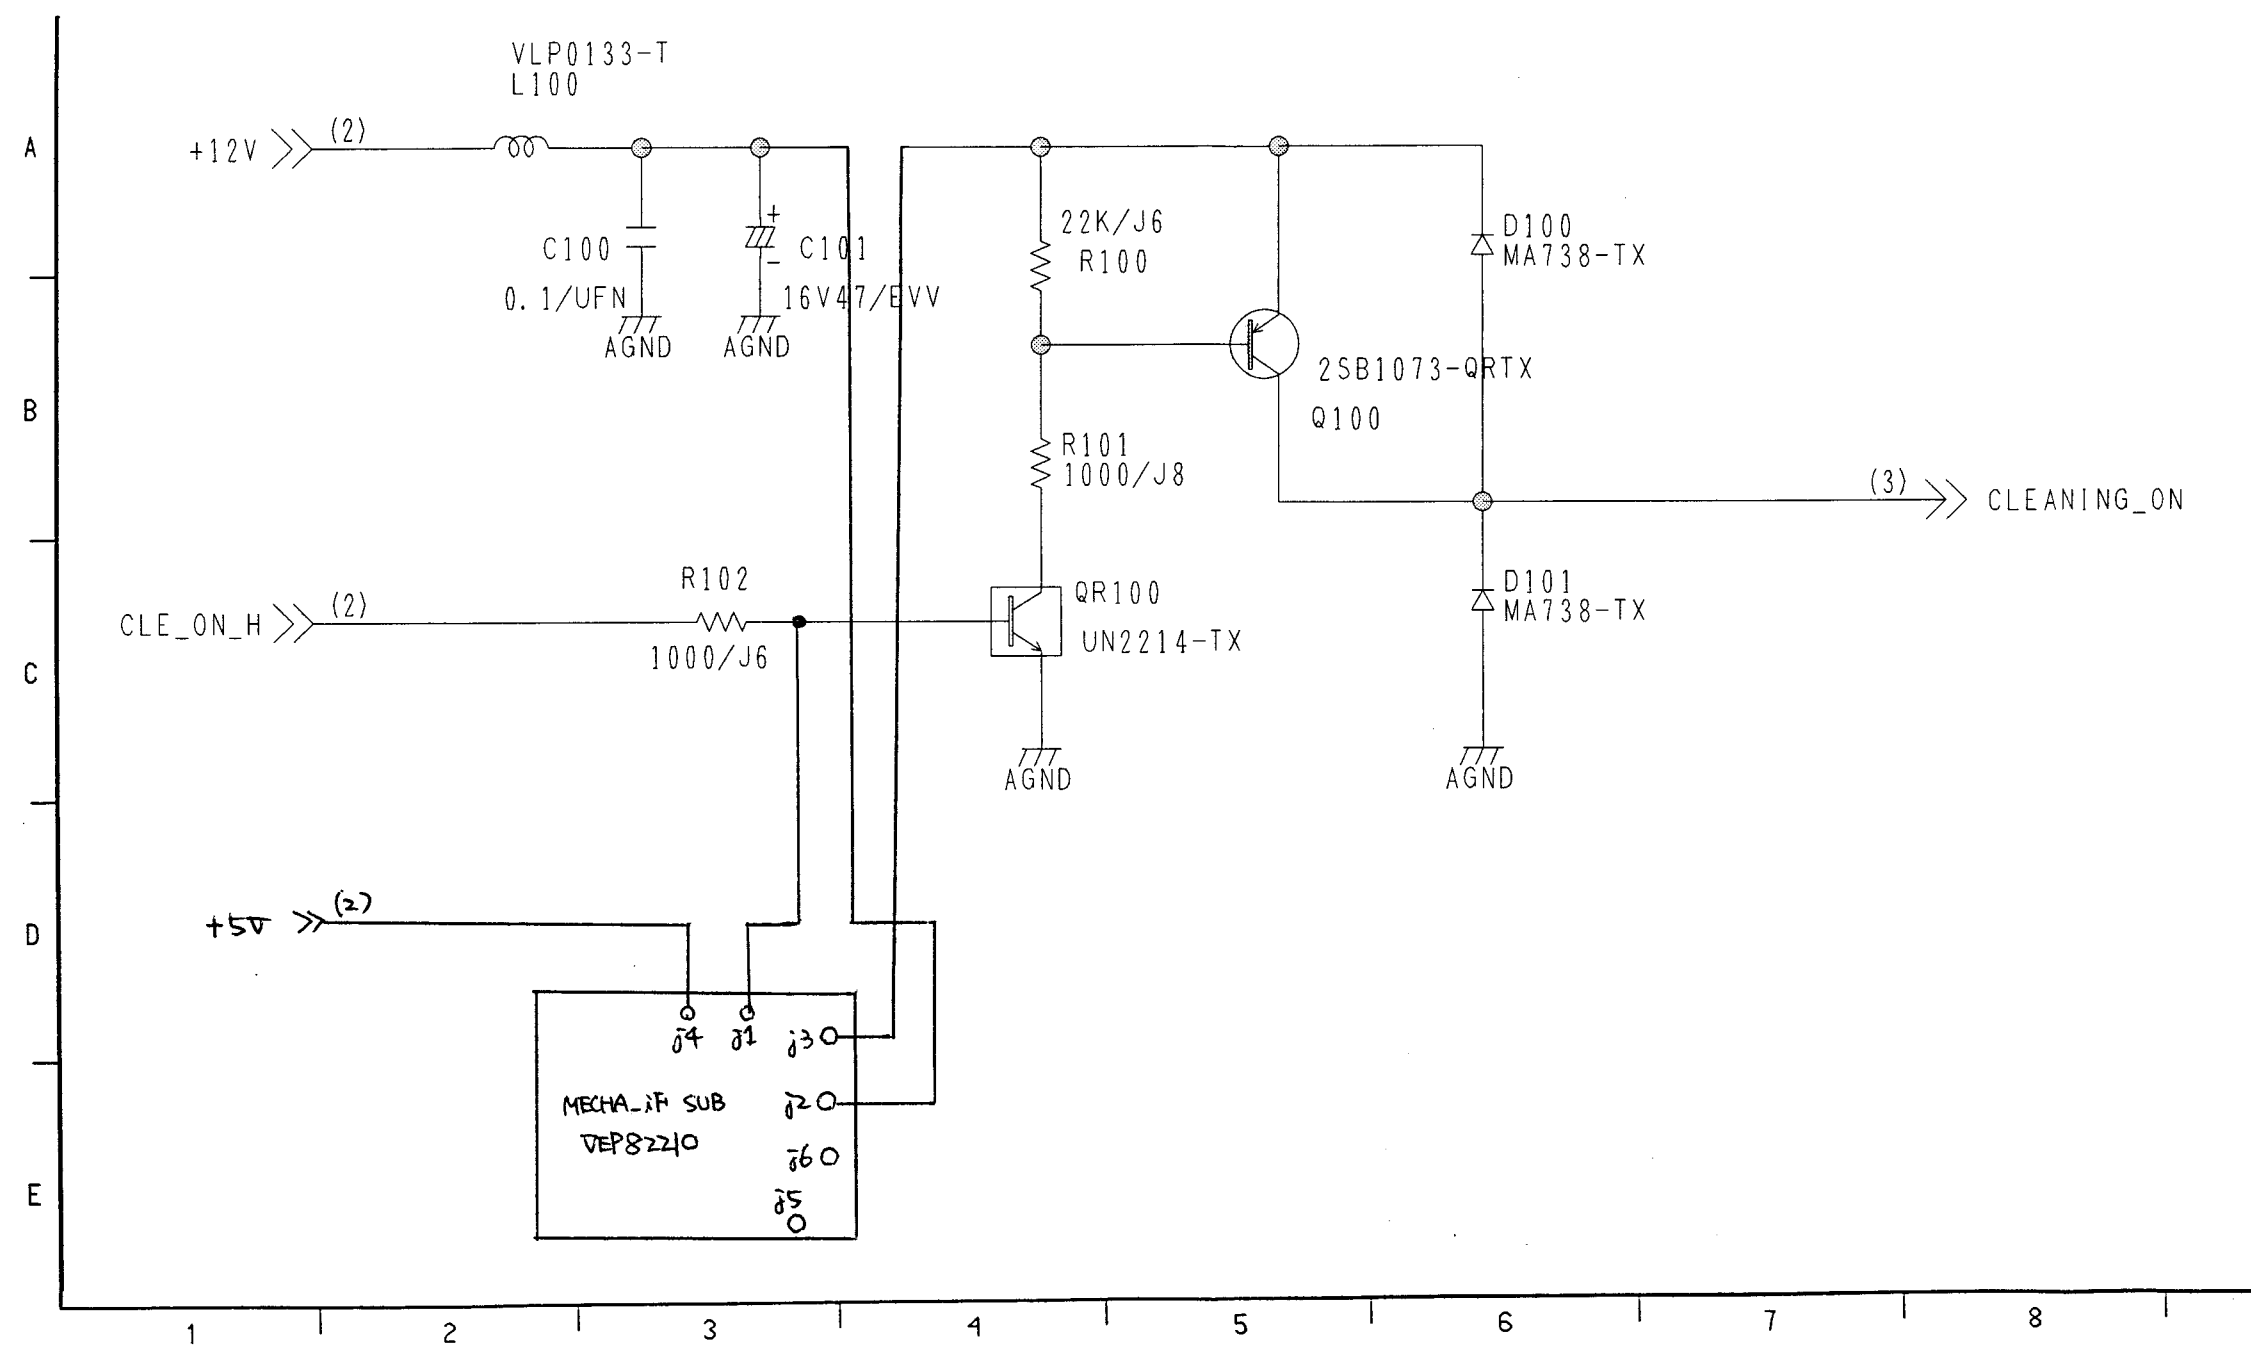 VLP0133-T
L100
A
+12V
(2)
C100
0.1/UFN
AGND
+
-
C101
16V47/EVV
AGND
22K/J6
R100
D100
MA738-TX
B
2SB1073-QRTX
Q100
R101
1000/J8
(3)
CLEANING_ON
R102
1000/J6
CLE_ON_H
(2)
QR100
UN2214-TX
AGND
D101
MA738-TX
AGND
C
D
+5V
(2)
j4
j1
j3
MECHA_iF SUB
VEP82210
j2
j6
j5
E
1
2
3
4
5
6
7
8